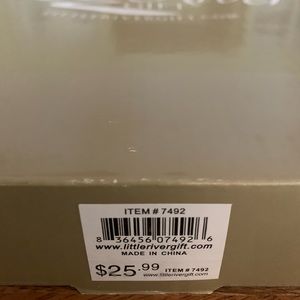 ITEM # 7492
8 36456 07492 6
www.littlerivergift.com
MADE IN CHINA
$25.99 ITEM # 7492
www.littlerivergift.com